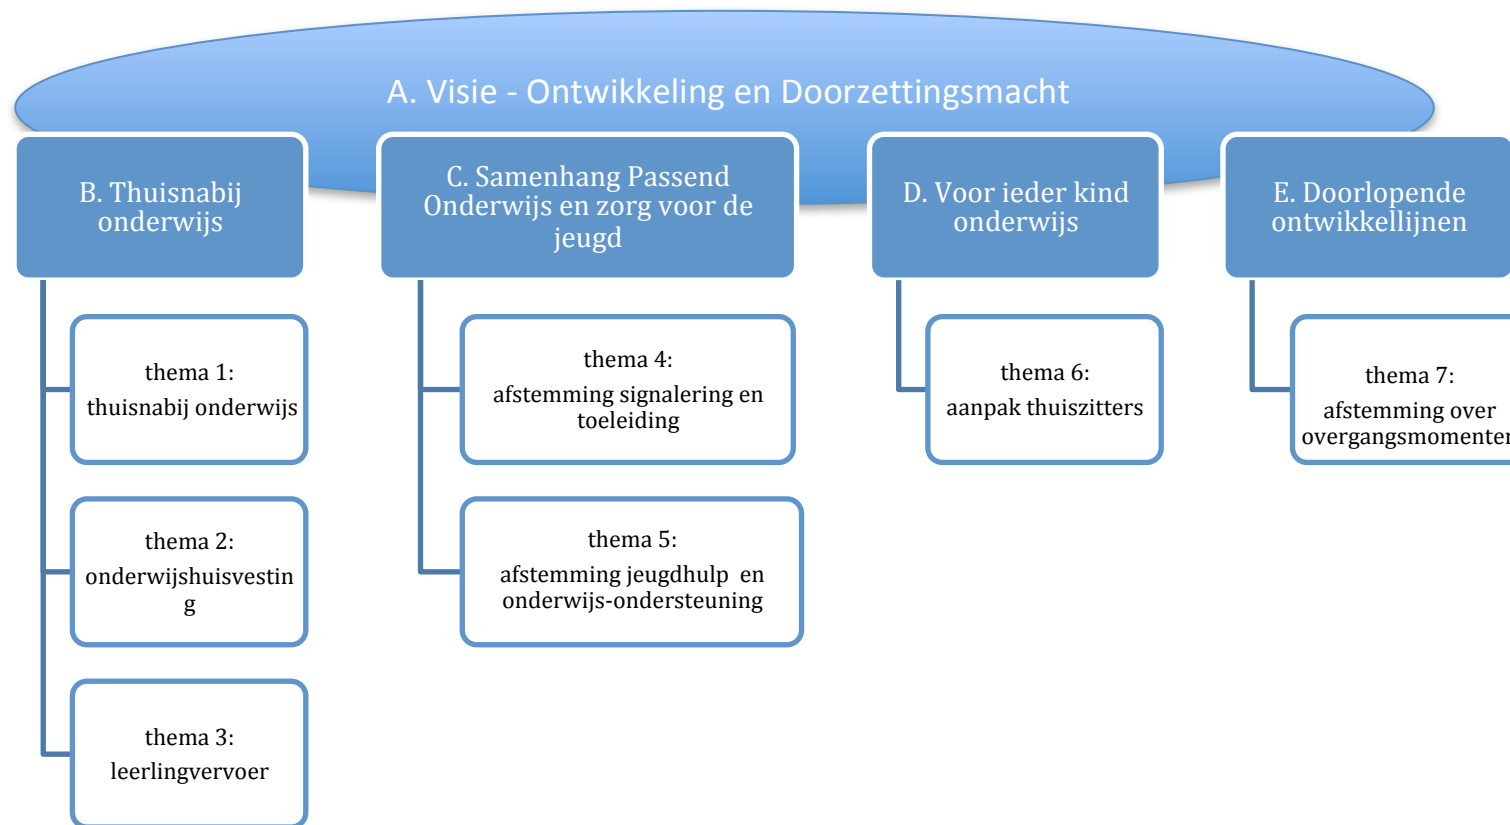 A. Visie - Ontwikkeling en Doorzettingsmacht
B. Thuisnabij
onderwijs
C. Samenhang Passend
Onderwijs en zorg voor de
jeugd
D. Voor ieder kind
onderwijs
E. Doorlopende
ontwikkellijnen
thema 1:
thuisnabij onderwijs
thema 2:
onderwijshuisvestin
g
thema 3:
leerlingvervoer
thema 4:
afstemming signalering en
toeleiding
thema 5:
afstemming jeugdhulp en
onderwijs-ondersteuning
thema 6:
aanpak thuiszitters
thema 7:
afstemming over
overgangsmomenten